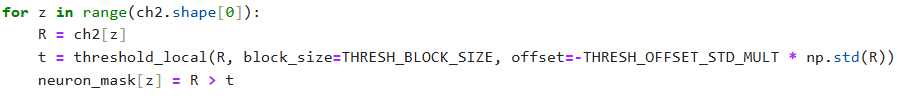 for z in range(ch2.shape[0]):
    R = ch2[z]
    t = threshold_local(R, block_size=THRESH_BLOCK_SIZE, offset=-THRESH_OFFSET_STD_MULT * np.std(R))
    neuron_mask[z] = R > t